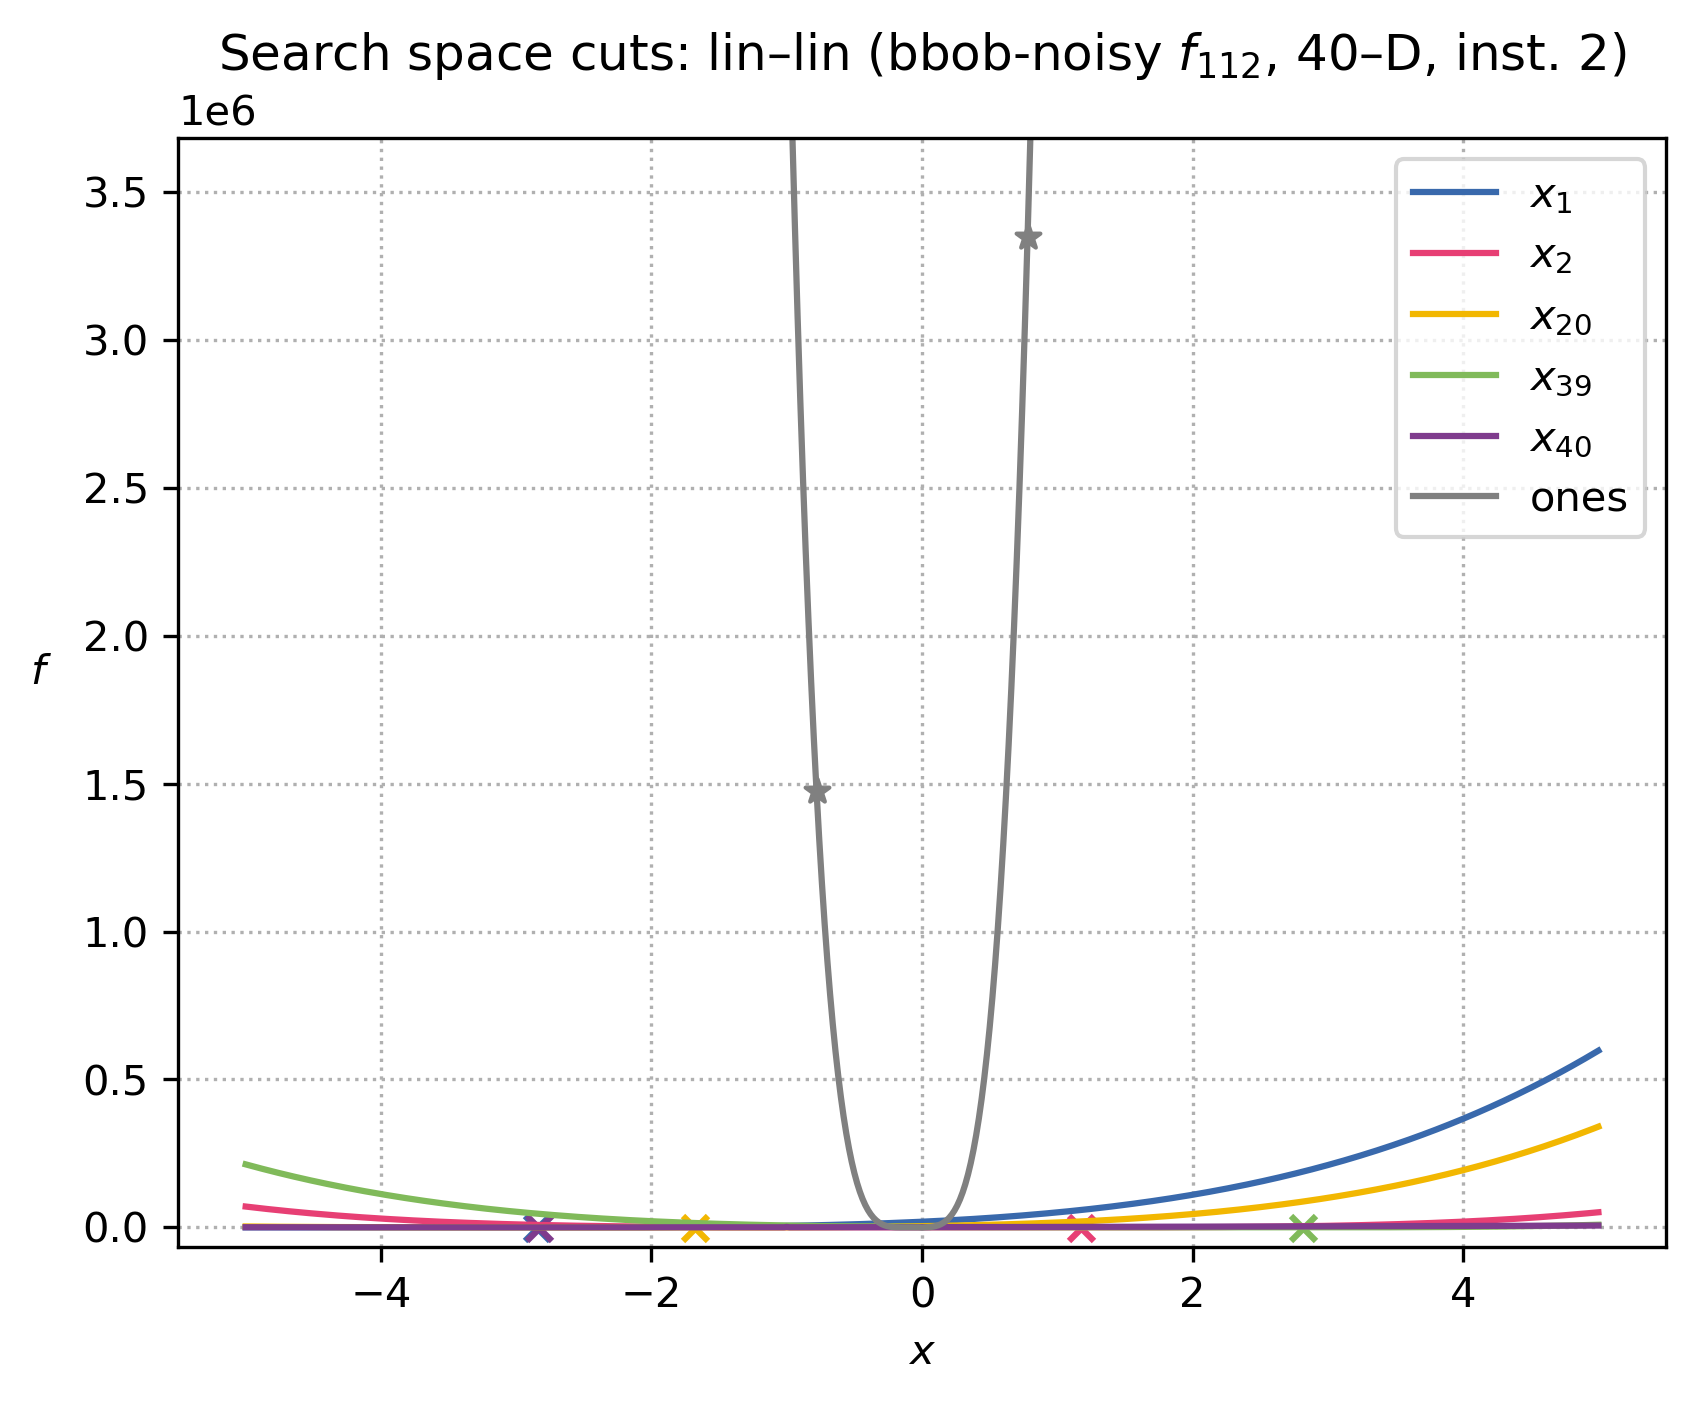 Search space cuts: lin–lin (bbob-noisy f₁₁₂, 40–D, inst. 2)
1e6
3.5
3.0
2.5
2.0
1.5
1.0
0.5
0.0
f
−4
−2
0
2
4
x
x₁
x₂
x₂₀
x₃₉
x₄₀
ones